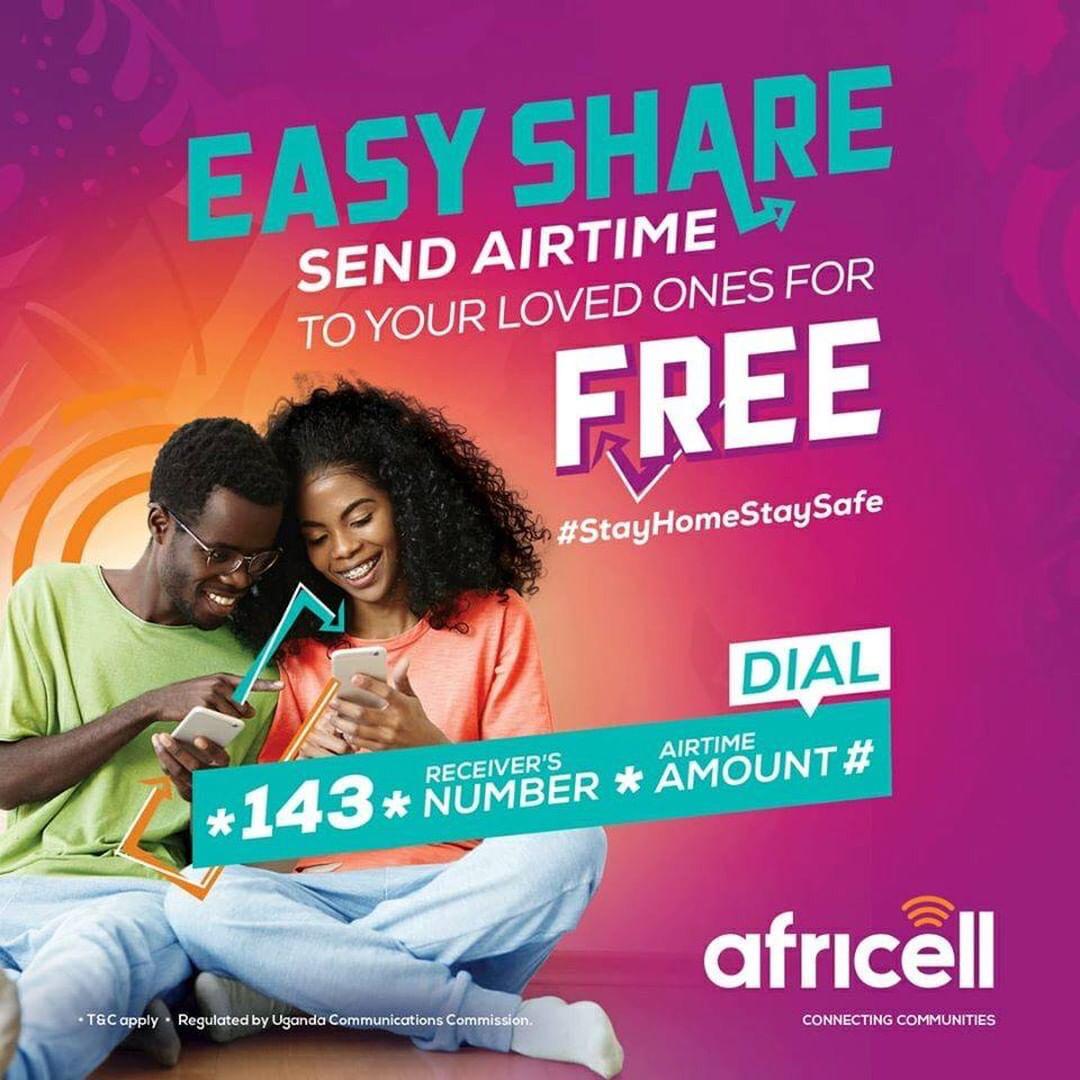 EASY SHARE
SEND AIRTIME
TO YOUR LOVED ONES FOR
FREE
#StayHomeStaySafe
DIAL
*143* RECEIVER'S NUMBER * AIRTIME AMOUNT #
africell
CONNECTING COMMUNITIES
• T&C apply • Regulated by Uganda Communications Commission.